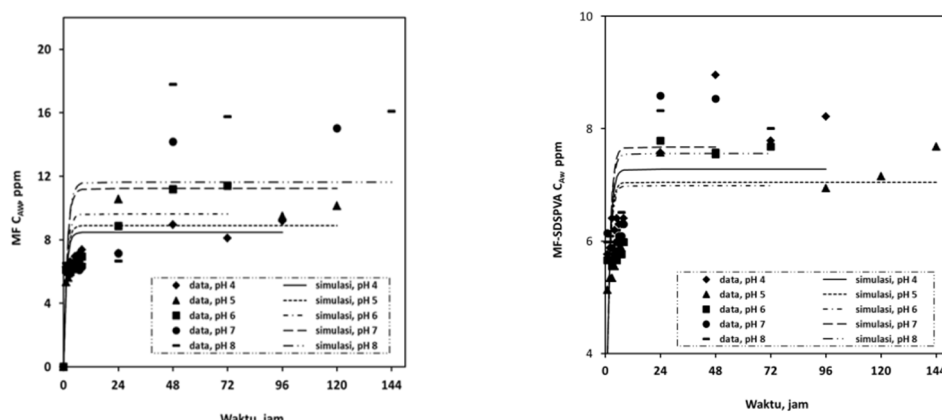 MF C_AW, ppm
20
16
12
8
4
0
data, pH 4 simulasi, pH 4
data, pH 5 simulasi, pH 5
data, pH 6 simulasi, pH 6
data, pH 7 simulasi, pH 7
data, pH 8 simulasi, pH 8
0 24 48 72 96 120 144
Waktu, jam
MF-SDSPVA C_Aw ppm
10
8
6
4
data, pH 4 simulasi, pH 4
data, pH 5 simulasi, pH 5
data, pH 6 simulasi, pH 6
data, pH 7 simulasi, pH 7
data, pH 8 simulasi, pH 8
0 24 48 72 96 120 144
Waktu, jam